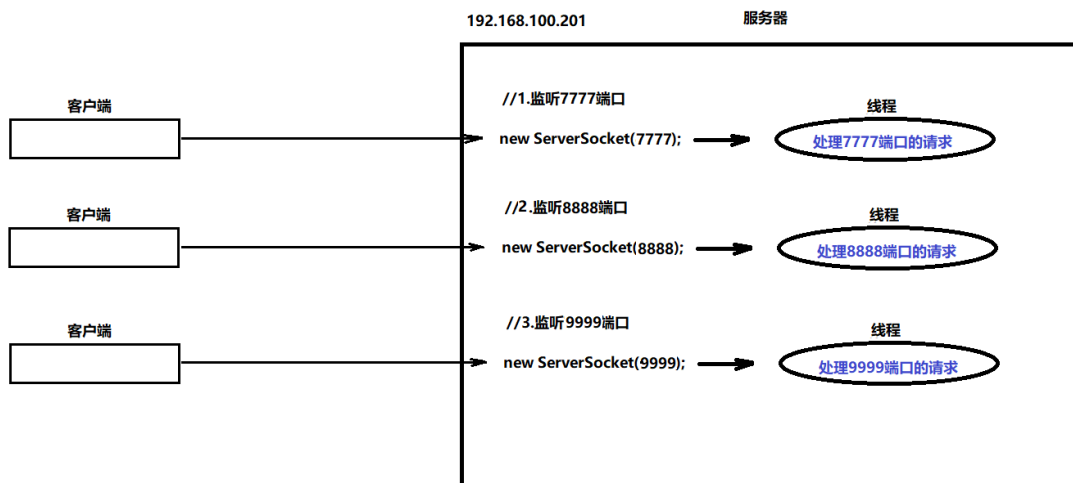 192.168.100.201
服务器
客户端
//1.监听7777端口
线程
new ServerSocket(7777);
处理7777端口的请求
客户端
//2.监听8888端口
线程
new ServerSocket(8888);
处理8888端口的请求
客户端
//3.监听9999端口
线程
new ServerSocket(9999);
处理9999端口的请求